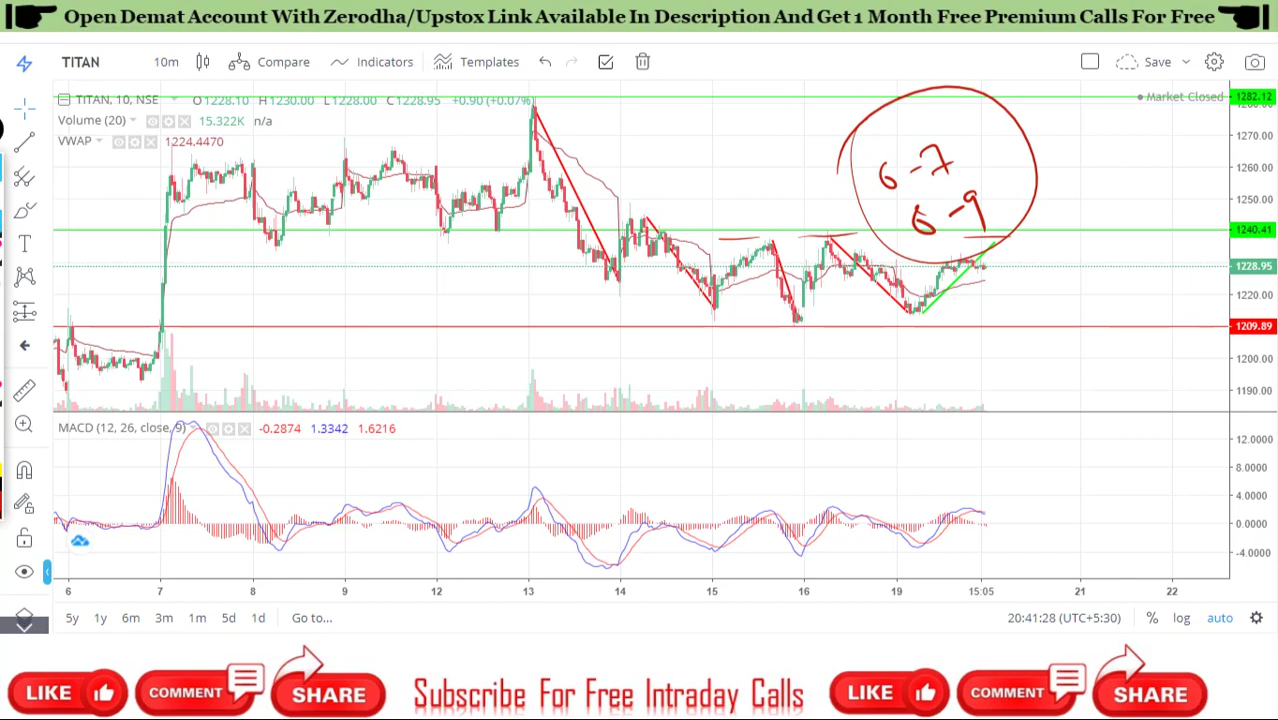 Open Demat Account With Zerodha/Upstox Link Available In Description And Get 1 Month Free Premium Calls For Free
TITAN 10m Compare Indicators Templates Save
TITAN, 10, NSE O1228.10 H1230.00 L1228.00 C1228.95 +0.90 (+0.07%)
Market Closed
1282.12
Volume (20) 15.322K n/a
VWAP 1224.4470
1270.00
1260.00
1250.00
1240.41
1228.95
1220.00
1209.89
1200.00
1190.00
6-7
6-9
MACD (12, 26, close, 9) -0.2874 1.3342 1.6216
12.0000
8.0000
4.0000
0.0000
-4.0000
6 7 8 9 12 13 14 15 16 19 15:05 21 22
5y 1y 6m 3m 1m 5d 1d Go to... 20:41:28 (UTC+5:30) % log auto
LIKE COMMENT SHARE Subscribe For Free Intraday Calls LIKE COMMENT SHARE